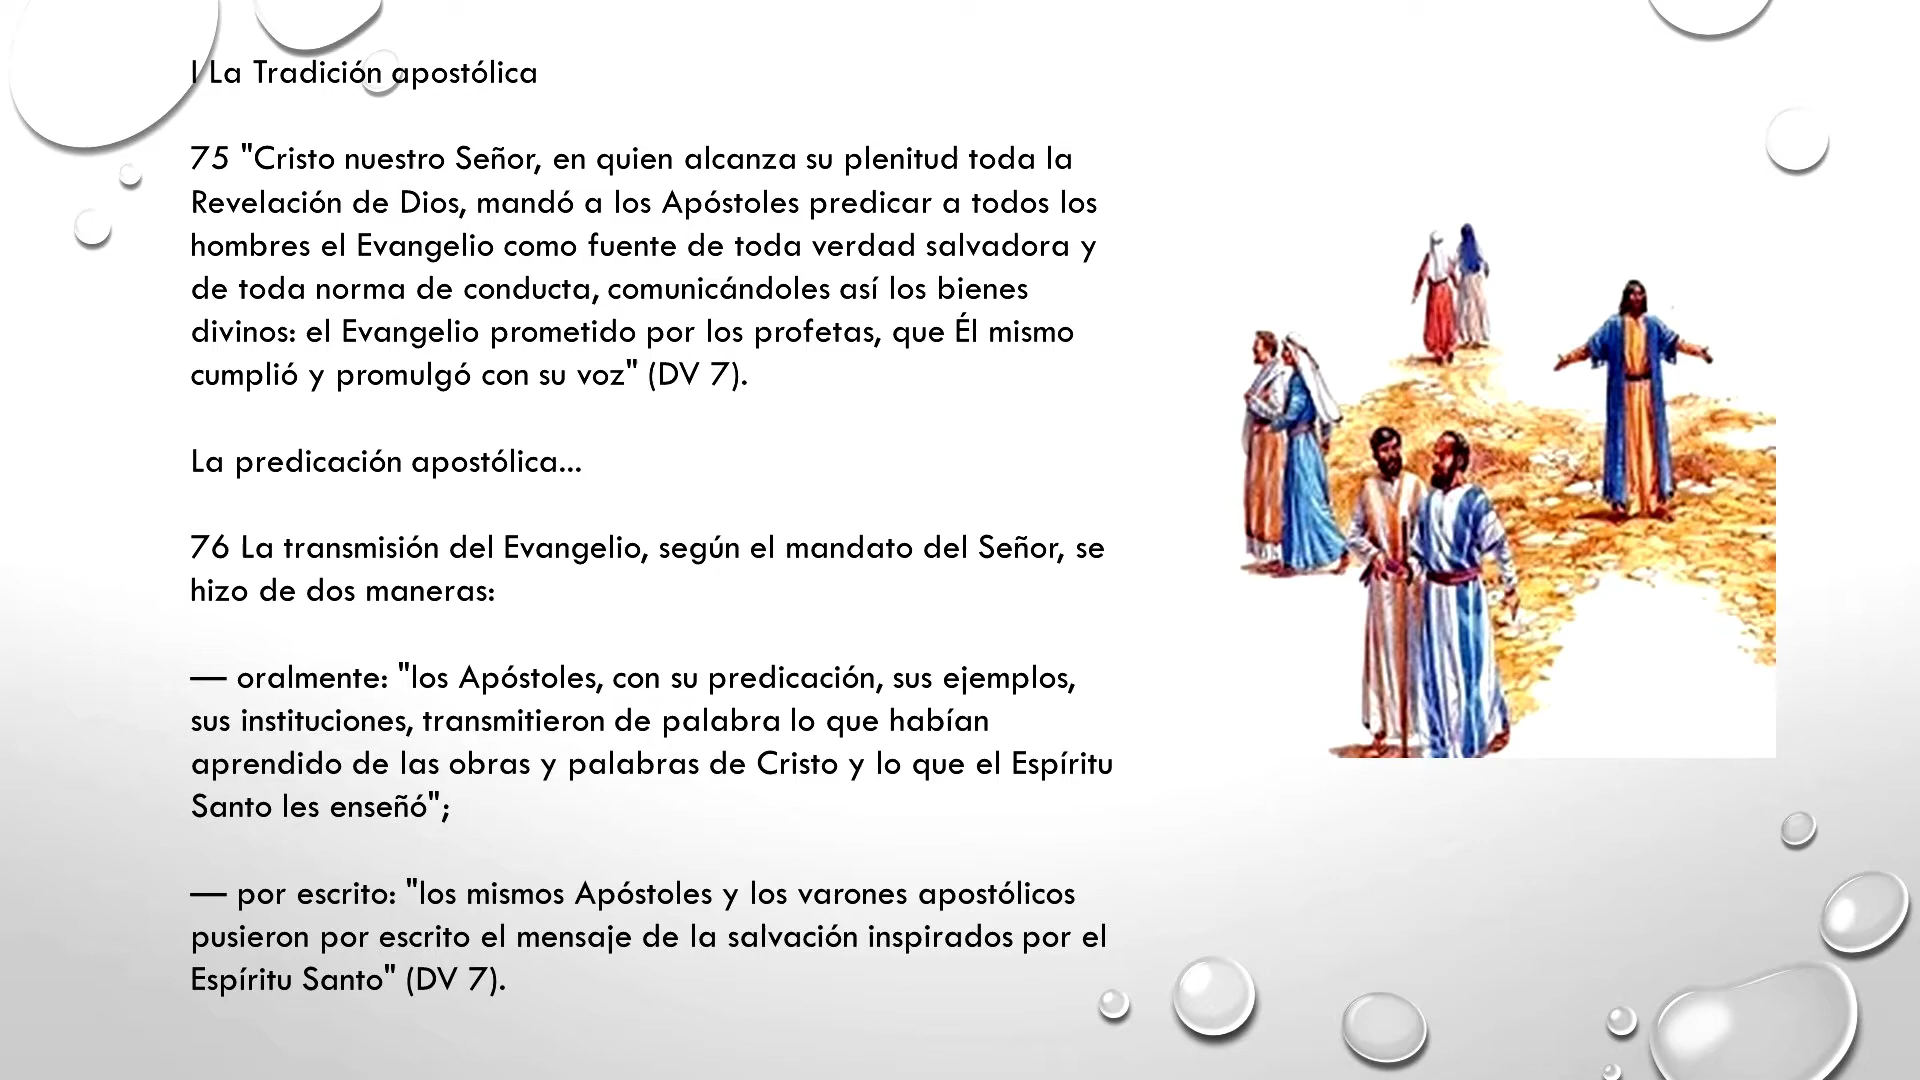 I La Tradición apostólica
75 "Cristo nuestro Señor, en quien alcanza su plenitud toda la
Revelación de Dios, mandó a los Apóstoles predicar a todos los
hombres el Evangelio como fuente de toda verdad salvadora y
de toda norma de conducta, comunicándoles así los bienes
divinos: el Evangelio prometido por los profetas, que Él mismo
cumplió y promulgó con su voz" (DV 7).
La predicación apostólica...
76 La transmisión del Evangelio, según el mandato del Señor, se
hizo de dos maneras:
— oralmente: "los Apóstoles, con su predicación, sus ejemplos,
sus instituciones, transmitieron de palabra lo que habían
aprendido de las obras y palabras de Cristo y lo que el Espíritu
Santo les enseñó";
— por escrito: "los mismos Apóstoles y los varones apostólicos
pusieron por escrito el mensaje de la salvación inspirados por el
Espíritu Santo" (DV 7).